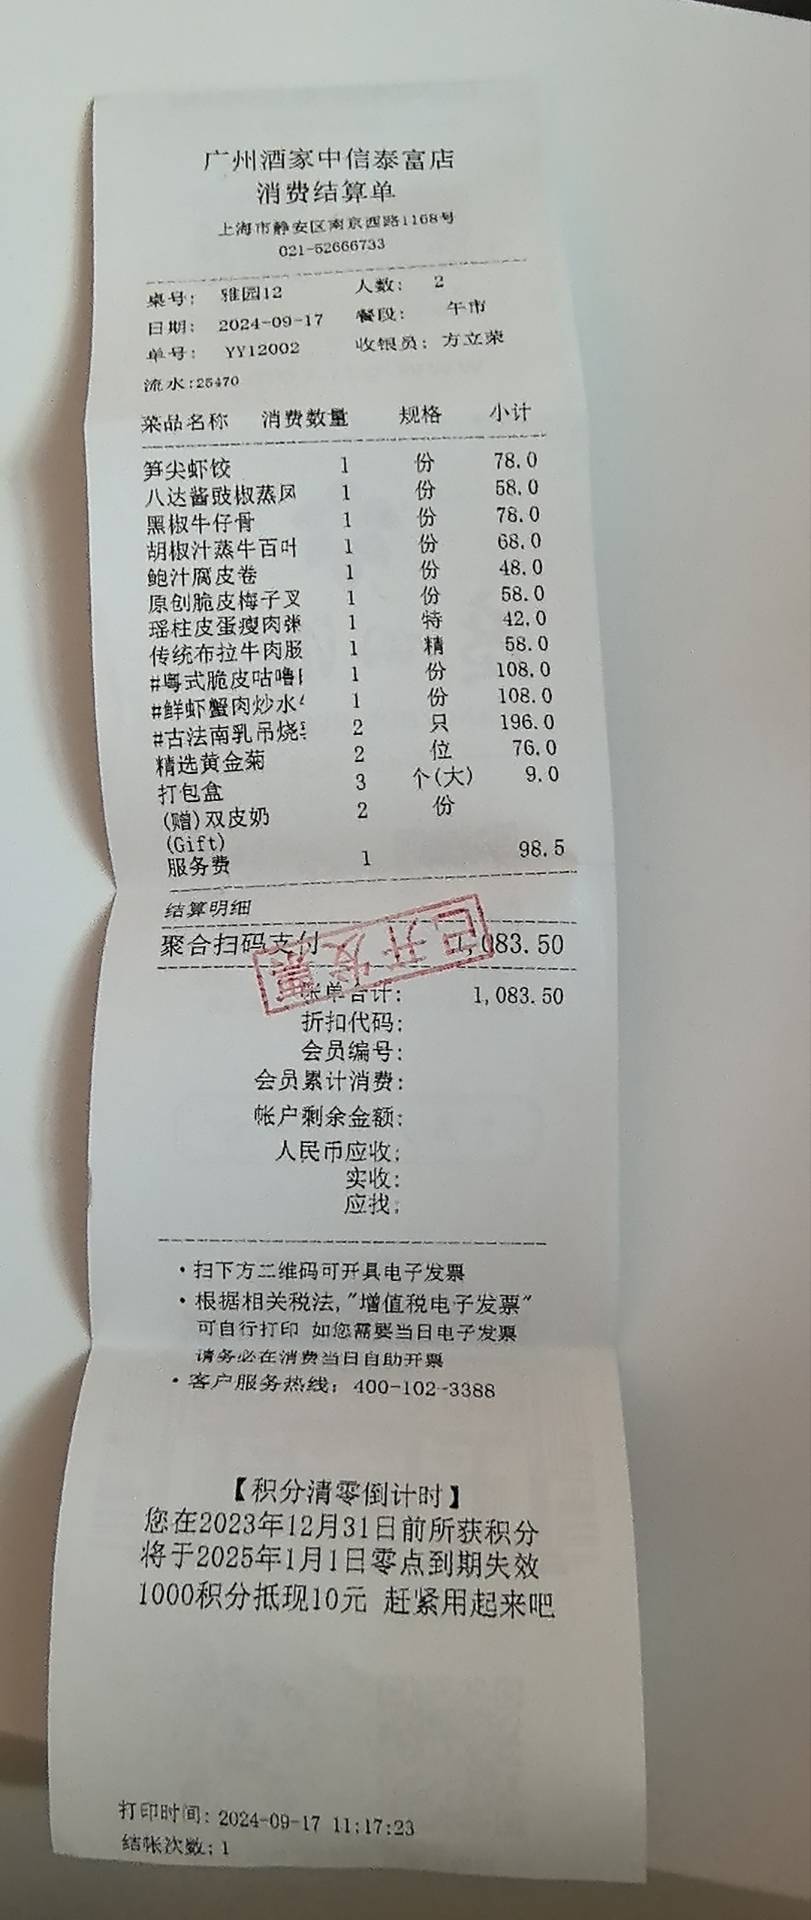 广州酒家中信泰富店
消费结算单
上海市静安区南京西路1168号
021-52666733
桌号: 雅园12 人数: 2
日期: 2024-09-17 餐段: 午市
单号: YY12002 收银员: 方立荣
流水:25470
菜品名称 消费数量 规格 小计
笋尖虾饺 1 份 78.0
八达酱豉椒蒸凤 1 份 58.0
黑椒牛仔骨 1 份 78.0
胡椒汁蒸牛百叶 1 份 68.0
鲍汁腐皮卷 1 份 48.0
原创脆皮梅子叉 1 份 58.0
瑶柱皮蛋瘦肉粥 1 特 42.0
传统布拉牛肉肠 1 精 58.0
#粤式脆皮咕噜 1 份 108.0
#鲜虾蟹肉炒水 1 份 108.0
#古法南乳吊烧 2 只 196.0
精选黄金菊 2 位 76.0
打包盒 3 个(大) 9.0
(赠)双皮奶 2 份
(Gift)
服务费 1 98.5
结算明细
聚合扫码支付 1,083.50
已开发票
账单合计: 1,083.50
折扣代码:
会员编号:
会员累计消费:
帐户剩余金额:
人民币应收:
实收:
应找:
·扫下方二维码可开具电子发票
·根据相关税法,"增值税电子发票"
可自行打印 如您需要当日电子发票
请务必在消费当日自助开票
·客户服务热线: 400-102-3388
【积分清零倒计时】
您在2023年12月31日前所获积分
将于2025年1月1日零点到期失效
1000积分抵现10元 赶紧用起来吧
打印时间: 2024-09-17 11:17:23
结帐次数: 1